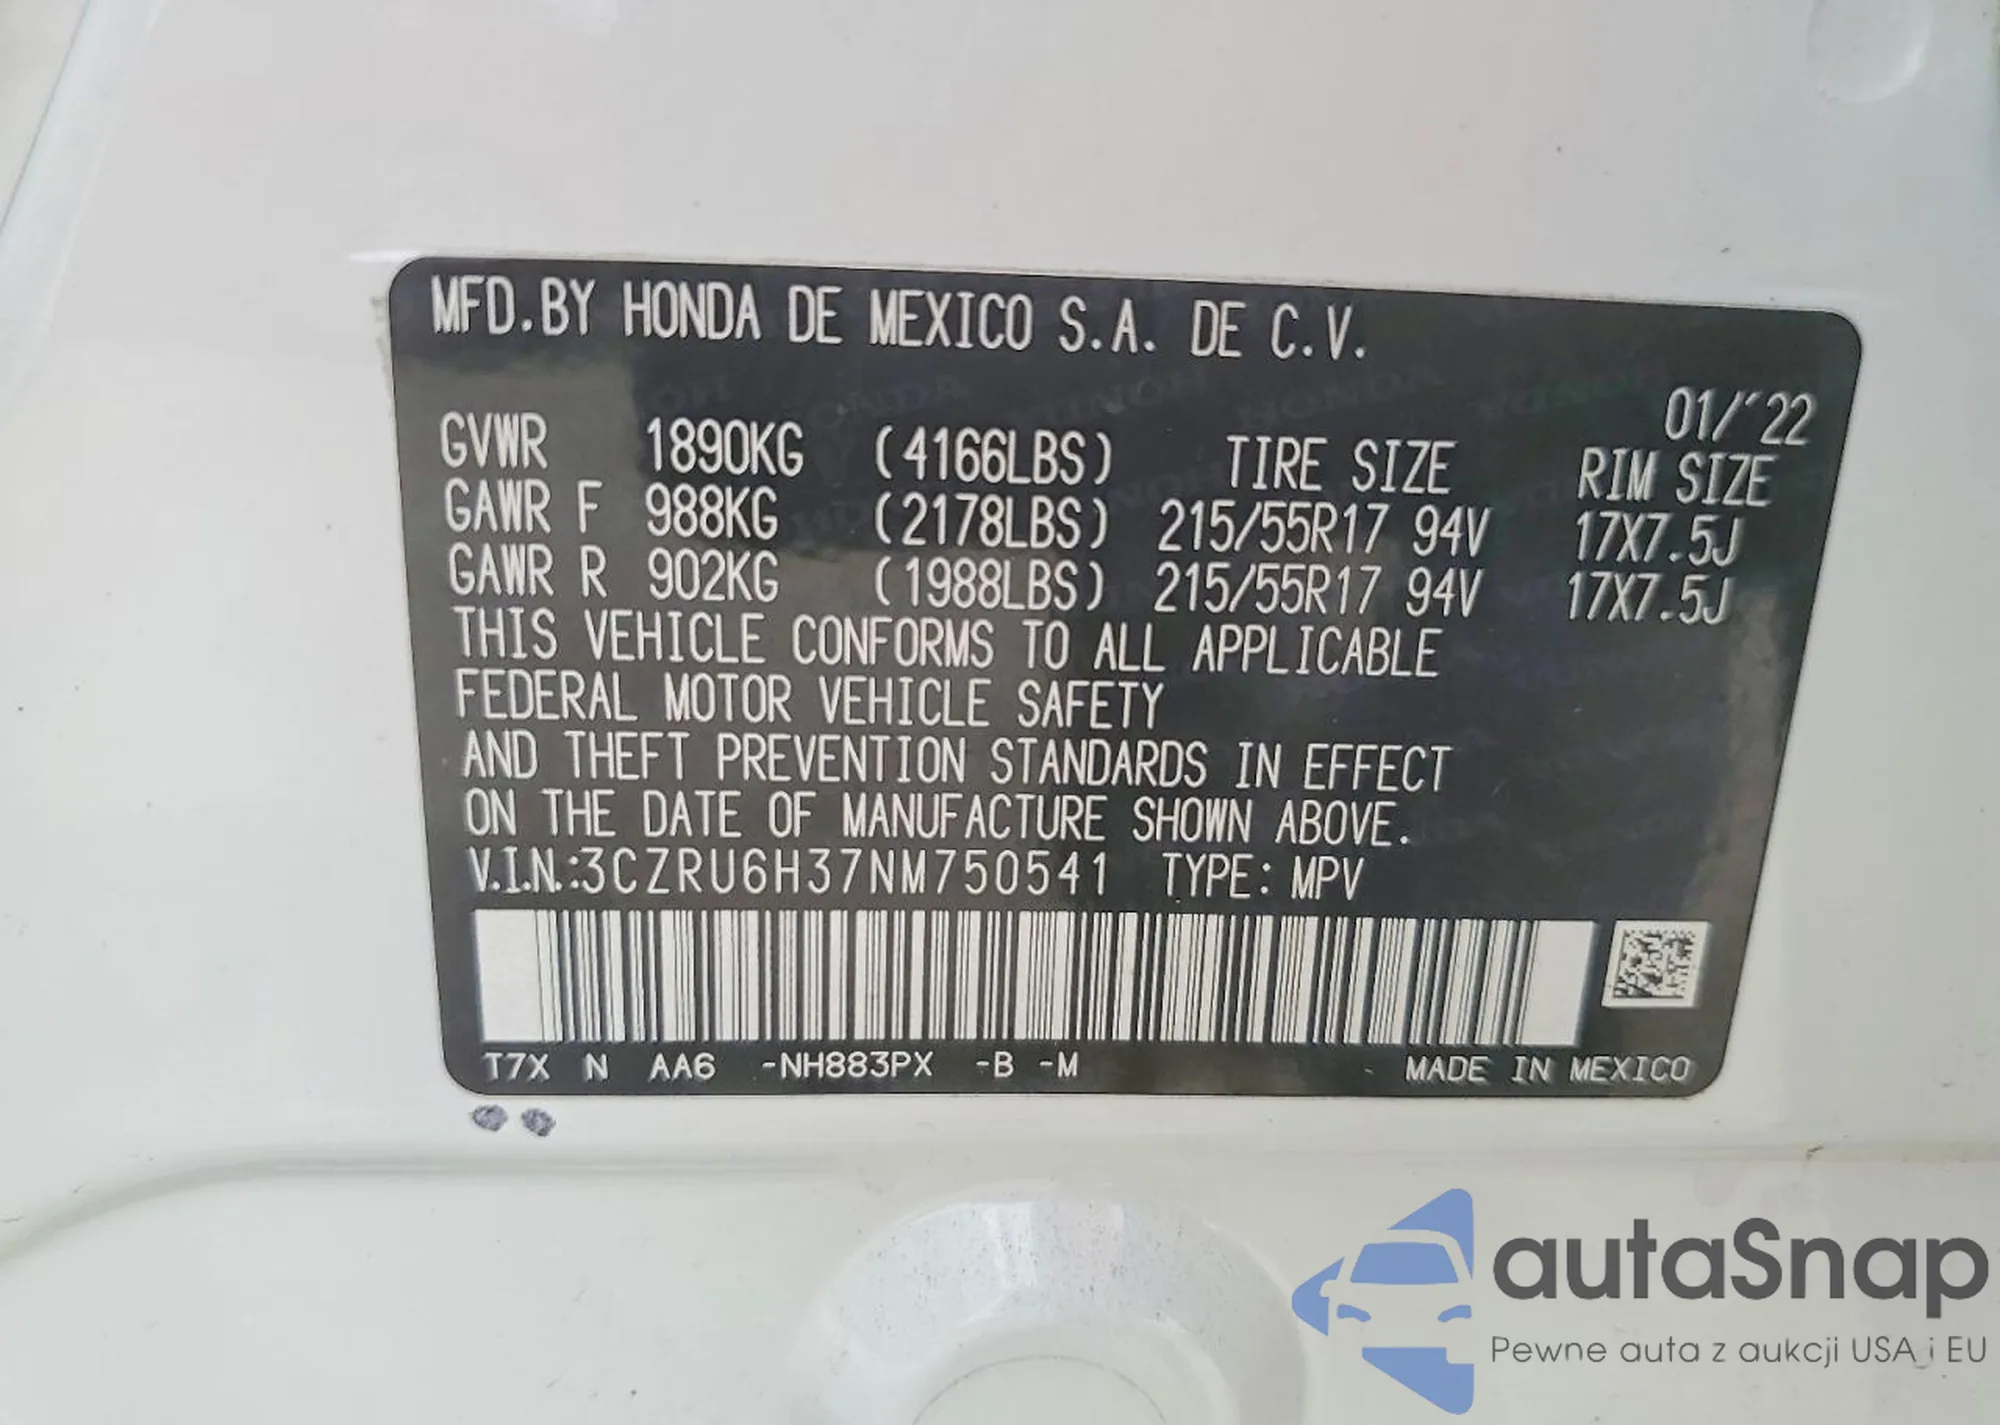 MFD.BY HONDA DE MEXICO S.A. DE C.V.
01/'22
GVWR 1890KG (4166LBS) TIRE SIZE RIM SIZE
GAWR F 988KG (2178LBS) 215/55R17 94V 17X7.5J
GAWR R 902KG (1988LBS) 215/55R17 94V 17X7.5J
THIS VEHICLE CONFORMS TO ALL APPLICABLE
FEDERAL MOTOR VEHICLE SAFETY
AND THEFT PREVENTION STANDARDS IN EFFECT
ON THE DATE OF MANUFACTURE SHOWN ABOVE.
V.I.N.:3CZRU6H37NM750541 TYPE: MPV
T7X N AA6 -NH883PX -B -M MADE IN MEXICO
autaSnap
Pewne auta z aukcji USA i EU